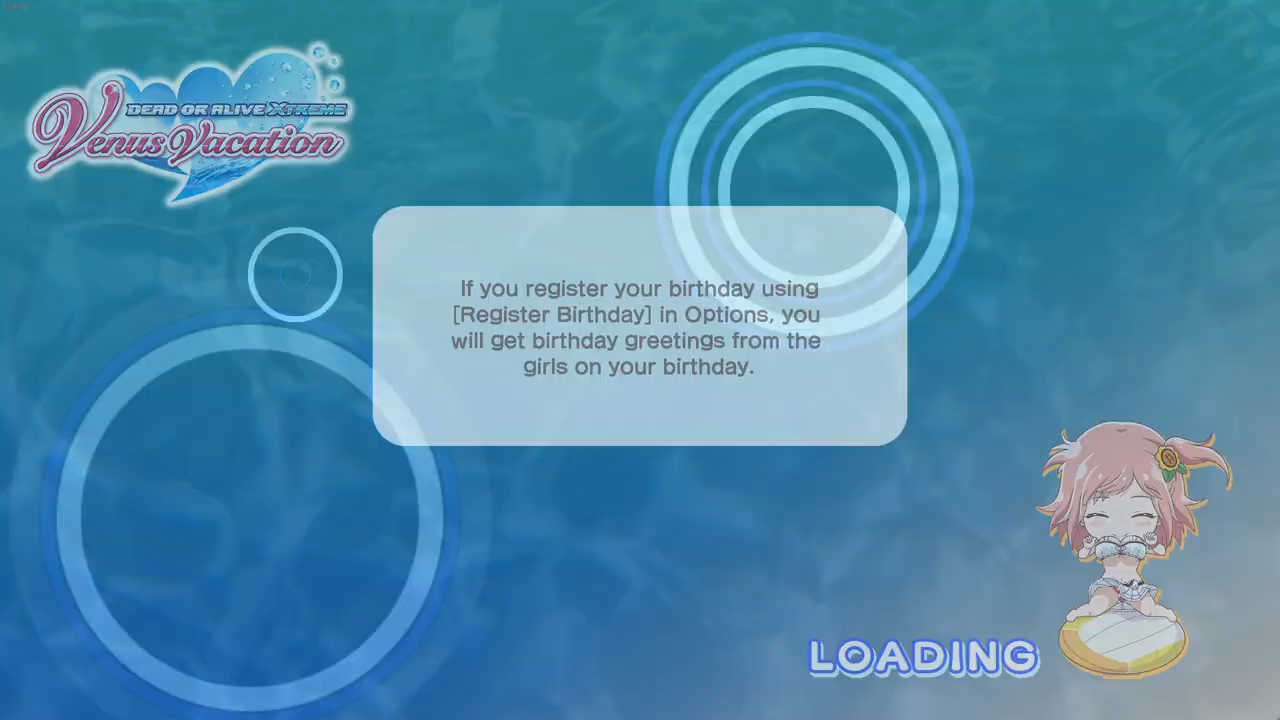 DEAD OR ALIVE XTREME
Venus Vacation
If you register your birthday using
[Register Birthday] in Options, you
will get birthday greetings from the
girls on your birthday.
LOADING